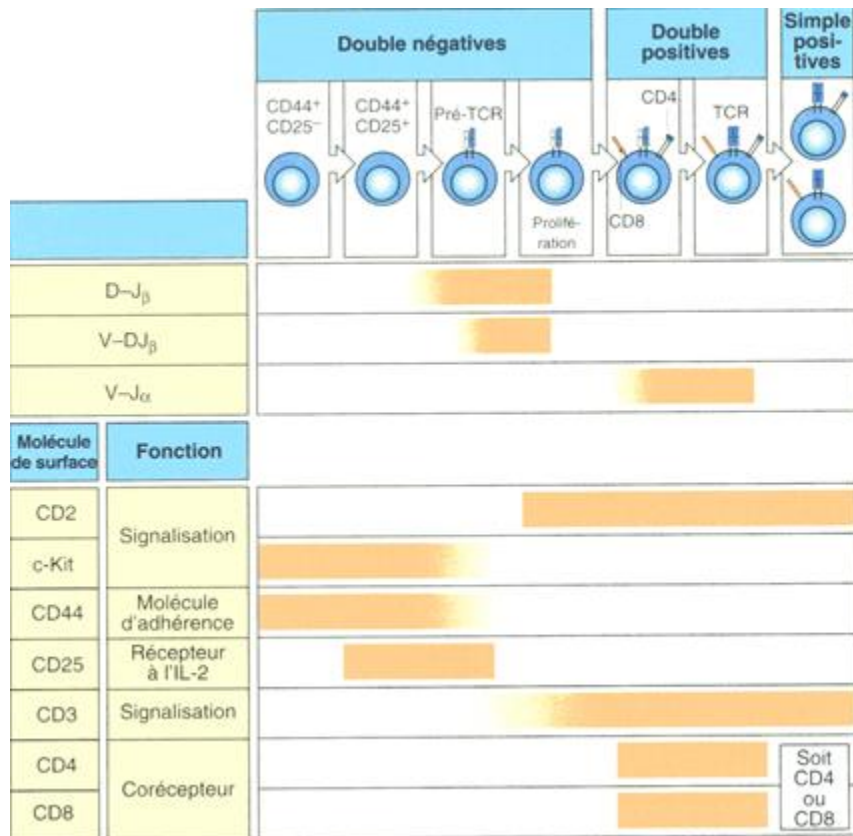 Double négatives
Double
positives
Simple
posi-
tives
CD44+
CD25−
CD44+
CD25+
Pré-TCR
Prolifé-
ration
CD4
CD8
TCR
D–Jβ
V–DJβ
V–Jα
Molécule
de surface
Fonction
CD2
Signalisation
c-Kit
CD44
Molécule
d'adhérence
CD25
Récepteur
à l'IL-2
CD3
Signalisation
CD4
Corécepteur
CD8
Soit
CD4
ou
CD8